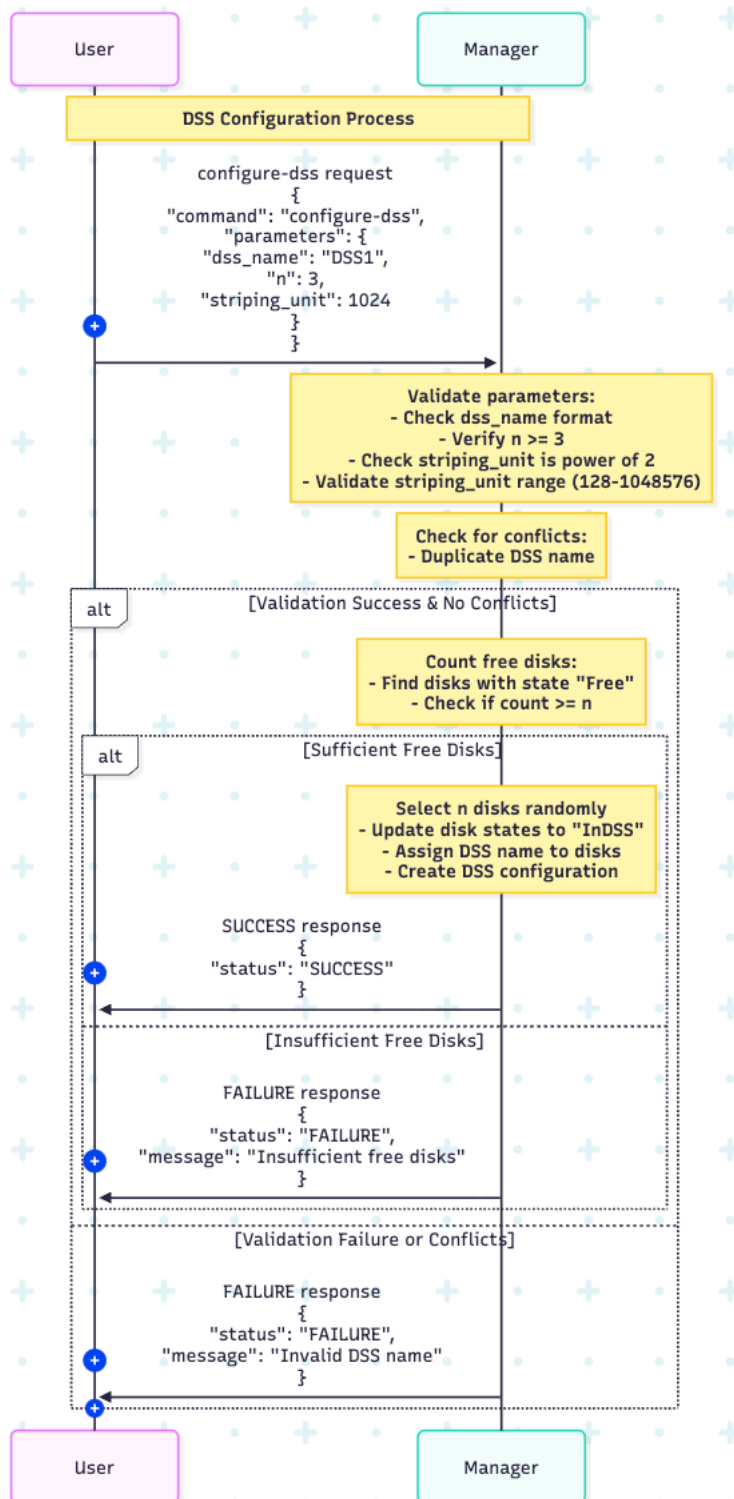 User
Manager
DSS Configuration Process
configure-dss request
{
"command": "configure-dss",
"parameters": {
"dss_name": "DSS1",
"n": 3,
"striping_unit": 1024
}
}
Validate parameters:
- Check dss_name format
- Verify n >= 3
- Check striping_unit is power of 2
- Validate striping_unit range (128-1048576)
Check for conflicts:
- Duplicate DSS name
alt
[Validation Success & No Conflicts]
Count free disks:
- Find disks with state "Free"
- Check if count >= n
alt
[Sufficient Free Disks]
Select n disks randomly
- Update disk states to "InDSS"
- Assign DSS name to disks
- Create DSS configuration
SUCCESS response
{
"status": "SUCCESS"
}
[Insufficient Free Disks]
FAILURE response
{
"status": "FAILURE",
"message": "Insufficient free disks"
}
[Validation Failure or Conflicts]
FAILURE response
{
"status": "FAILURE",
"message": "Invalid DSS name"
}
User
Manager